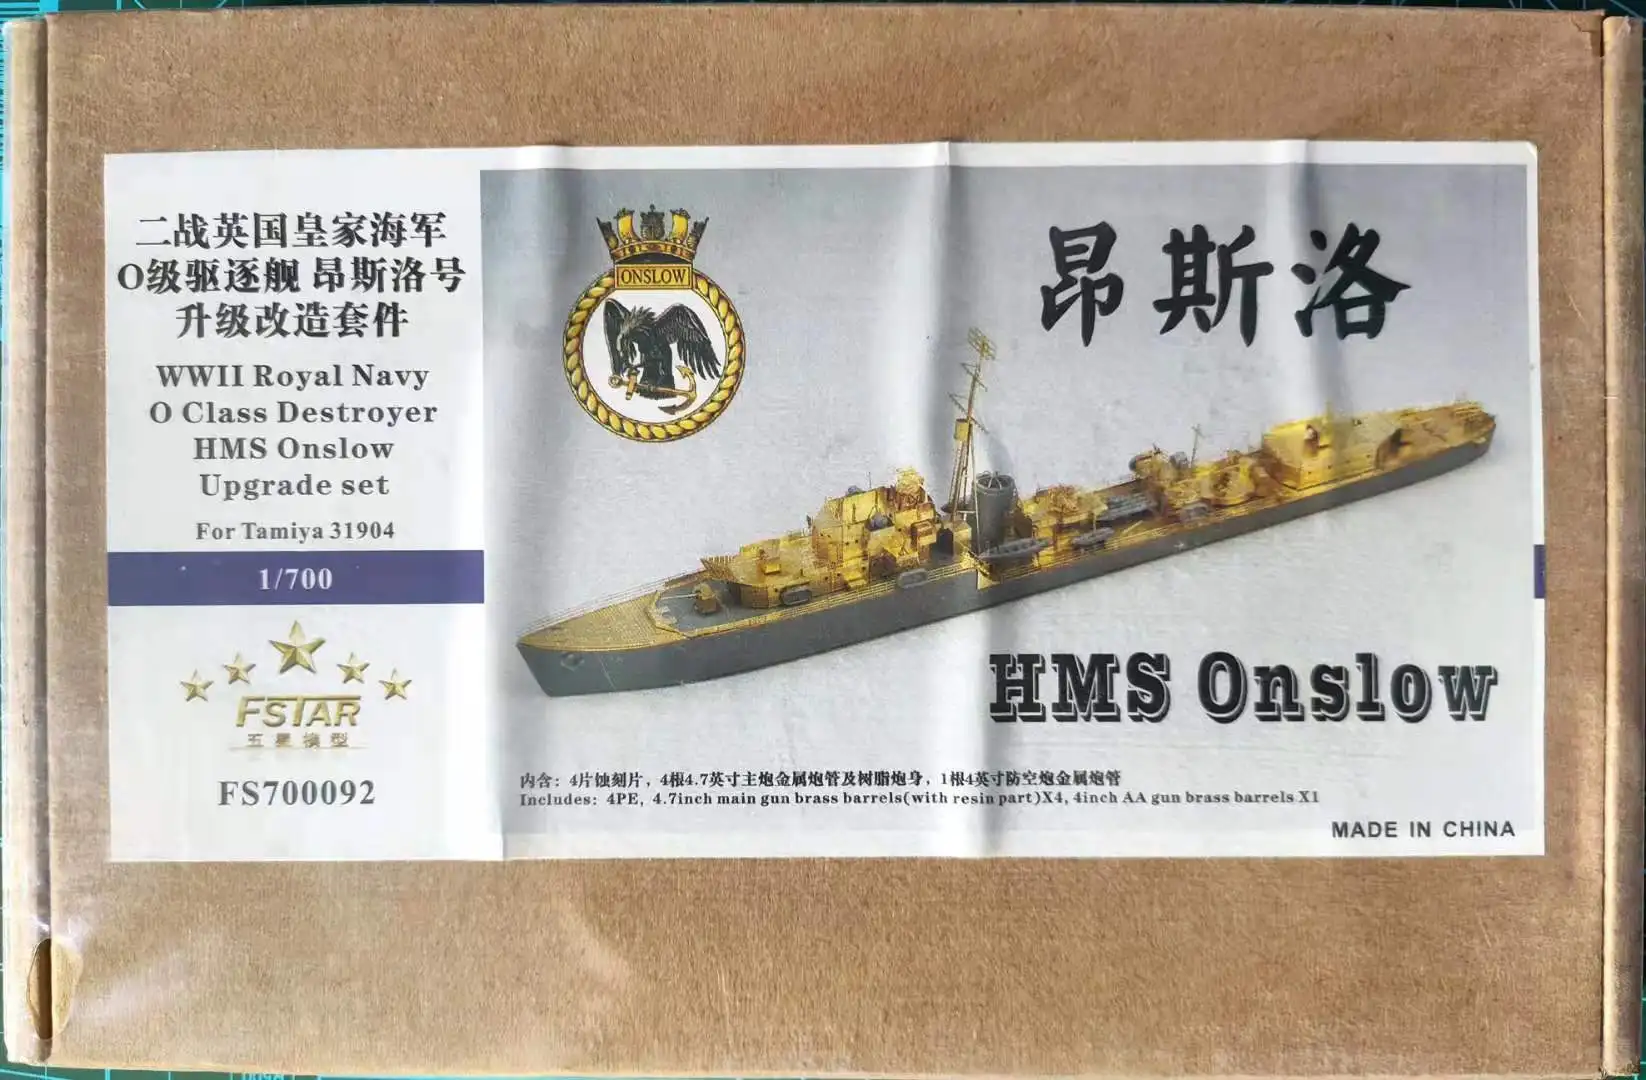 二战英国皇家海军
O级驱逐舰 昂斯洛号
升级改造套件
WWII Royal Navy
O Class Destroyer
HMS Onslow
Upgrade set
For Tamiya 31904
1/700
FSTAR
五星模型
FS700092
ONSLOW
昂斯洛
HMS Onslow
内含：4片蚀刻片，4根4.7英寸主炮金属炮管及树脂炮身，1根4英寸防空炮金属炮管
Includes: 4PE, 4.7inch main gun brass barrels(with resin part)X4, 4inch AA gun brass barrels X1
MADE IN CHINA